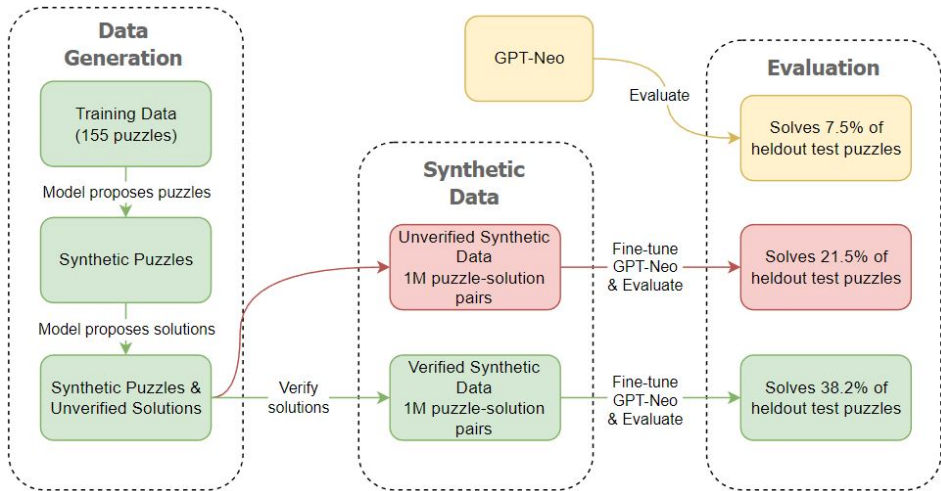 Data
Generation
Training Data
(155 puzzles)
Model proposes puzzles
Synthetic Puzzles
Model proposes solutions
Synthetic Puzzles &
Unverified Solutions
Verify
solutions
Synthetic
Data
Unverified Synthetic
Data
1M puzzle-solution
pairs
Verified Synthetic
Data
1M puzzle-solution
pairs
GPT-Neo
Evaluate
Fine-tune
GPT-Neo
& Evaluate
Fine-tune
GPT-Neo
& Evaluate
Evaluation
Solves 7.5% of
heldout test puzzles
Solves 21.5% of
heldout test puzzles
Solves 38.2% of
heldout test puzzles